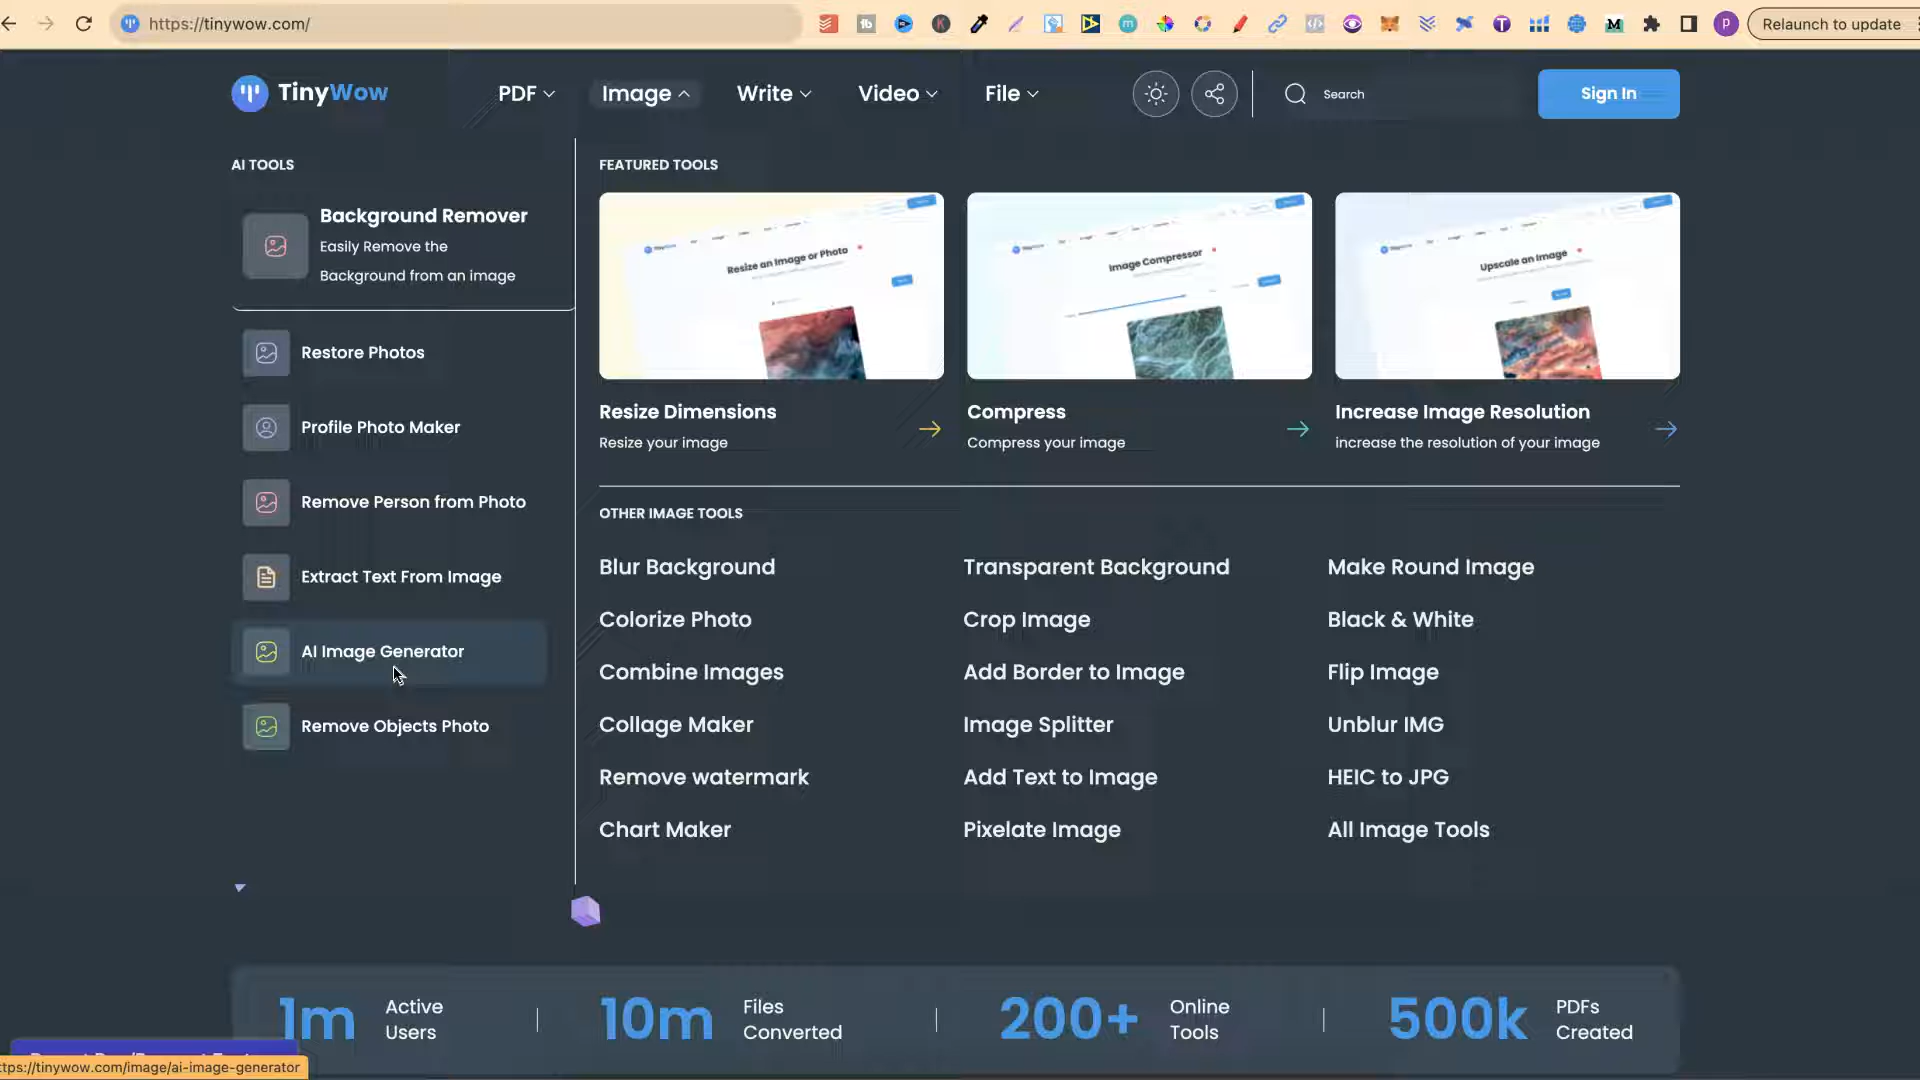 https://tinywow.com/
Relaunch to update
TinyWow
PDF
Image
Write
Video
File
Search
Sign In
AI TOOLS
Background Remover
Easily Remove the
Background from an image
Restore Photos
Profile Photo Maker
Remove Person from Photo
Extract Text From Image
AI Image Generator
Remove Objects Photo
FEATURED TOOLS
Resize an Image or Photo
Image Compressor
Upscale an Image
Resize Dimensions
Resize your image
Compress
Compress your image
Increase Image Resolution
increase the resolution of your image
OTHER IMAGE TOOLS
Blur Background
Transparent Background
Make Round Image
Colorize Photo
Crop Image
Black & White
Combine Images
Add Border to Image
Flip Image
Collage Maker
Image Splitter
Unblur IMG
Remove watermark
Add Text to Image
HEIC to JPG
Chart Maker
Pixelate Image
All Image Tools
1m
Active
Users
10m
Files
Converted
200+
Online
Tools
500k
PDFs
Created
ttps://tinywow.com/image/ai-image-generator